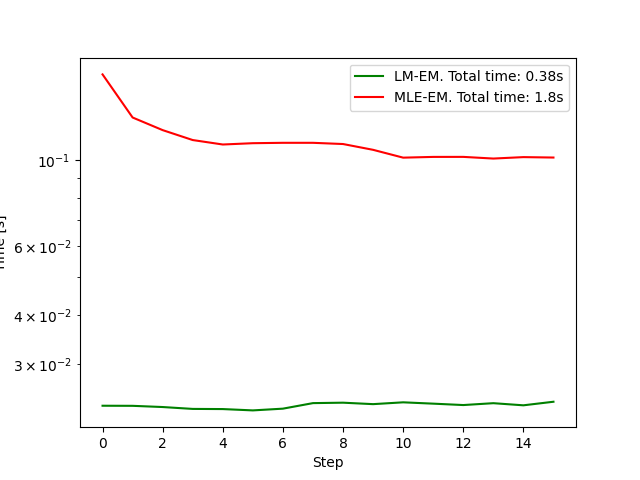 LM-EM. Total time: 0.38s
MLE-EM. Total time: 1.8s
10⁻¹
6 × 10⁻²
4 × 10⁻²
3 × 10⁻²
[s]
0 2 4 6 8 10 12 14
Step